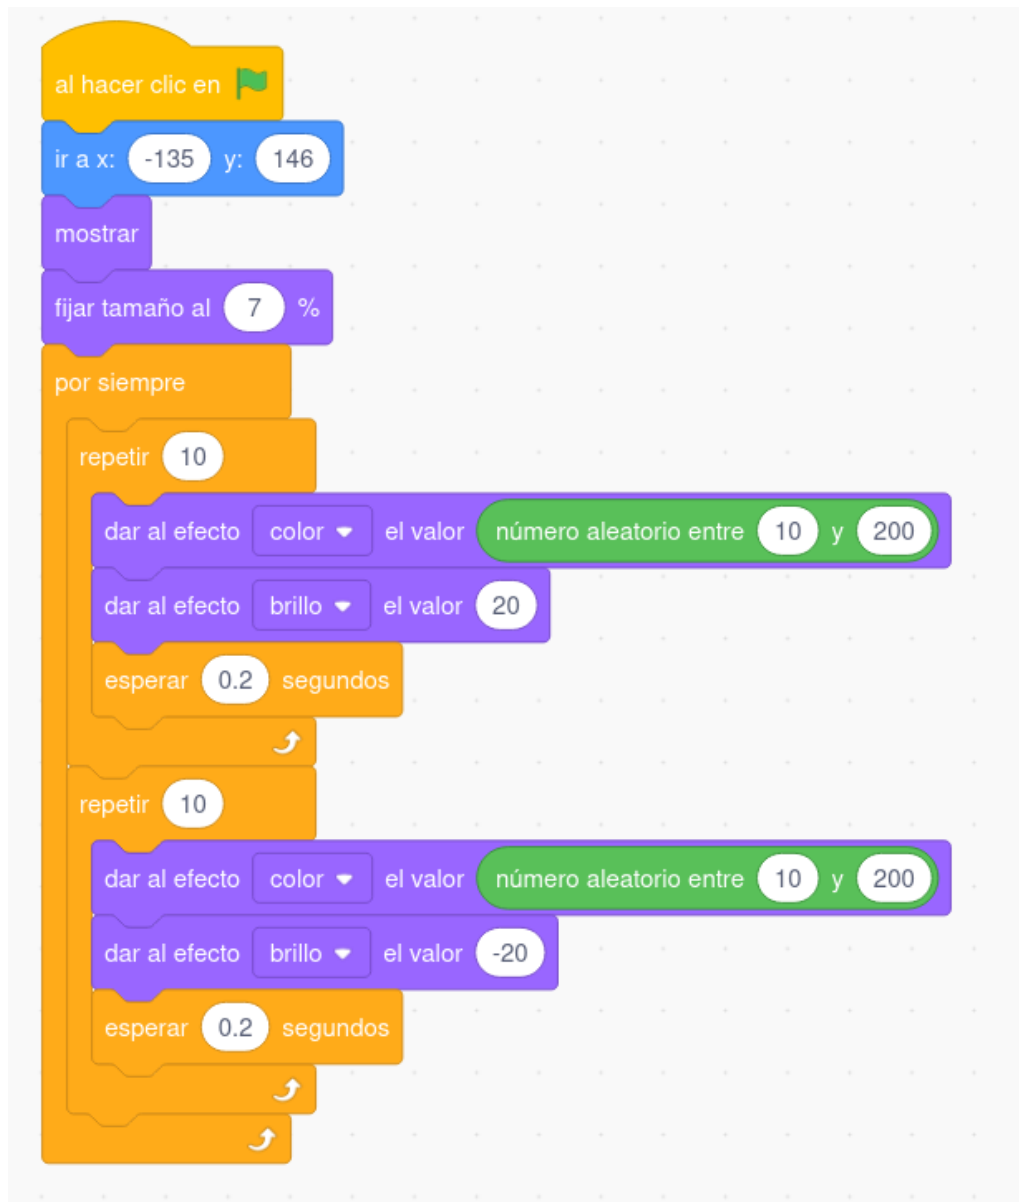 al hacer clic en
ir a x: -135 y: 146
mostrar
fijar tamaño al 7 %
por siempre
repetir 10
dar al efecto color el valor número aleatorio entre 10 y 200
dar al efecto brillo el valor 20
esperar 0.2 segundos
repetir 10
dar al efecto color el valor número aleatorio entre 10 y 200
dar al efecto brillo el valor -20
esperar 0.2 segundos